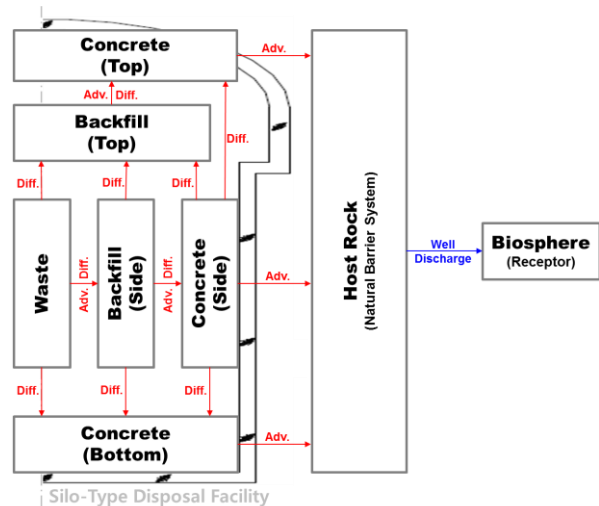 Concrete
(Top)
Adv.
Adv. Diff.
Backfill
(Top)
Diff.
Diff.
Diff.
Diff.
Waste
Diff.
Adv.
Backfill
(Side)
Diff.
Adv.
Concrete
(Side)
Adv.
Host Rock
(Natural Barrier System)
Well
Discharge
Biosphere
(Receptor)
Diff.
Diff.
Diff.
Concrete
(Bottom)
Adv.
Silo-Type Disposal Facility